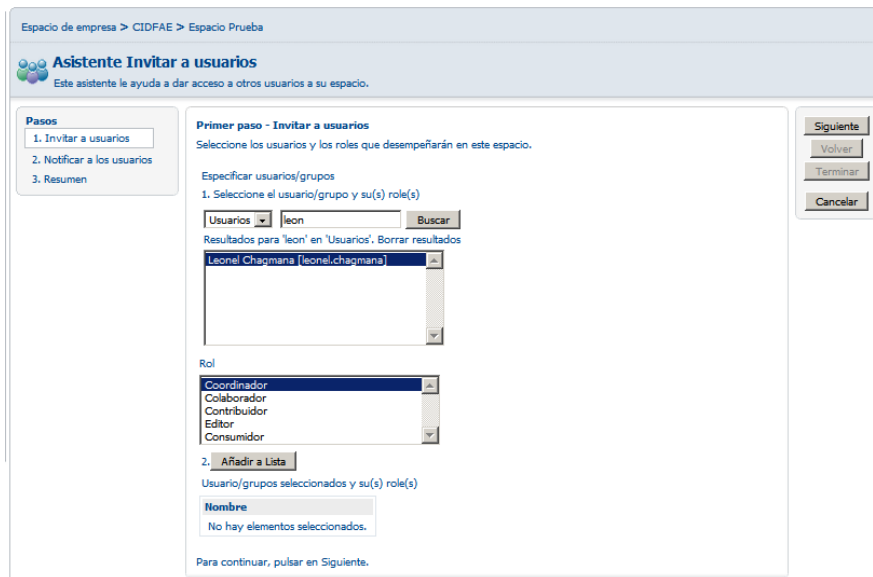 Espacio de empresa > CIDFAE > Espacio Prueba
Asistente Invitar a usuarios
Este asistente le ayuda a dar acceso a otros usuarios a su espacio.
Pasos
1. Invitar a usuarios
2. Notificar a los usuarios
3. Resumen
Primer paso - Invitar a usuarios
Seleccione los usuarios y los roles que desempeñarán en este espacio.
Especificar usuarios/grupos
1. Seleccione el usuario/grupo y su(s) role(s)
Usuarios leon Buscar
Resultados para 'leon' en 'Usuarios'. Borrar resultados
Leonel Chagmana [leonel.chagmana]
Rol
Coordinador
Colaborador
Contribuidor
Editor
Consumidor
2. Añadir a Lista
Usuario/grupos seleccionados y su(s) role(s)
Nombre
No hay elementos seleccionados.
Para continuar, pulsar en Siguiente.
Siguiente
Volver
Terminar
Cancelar